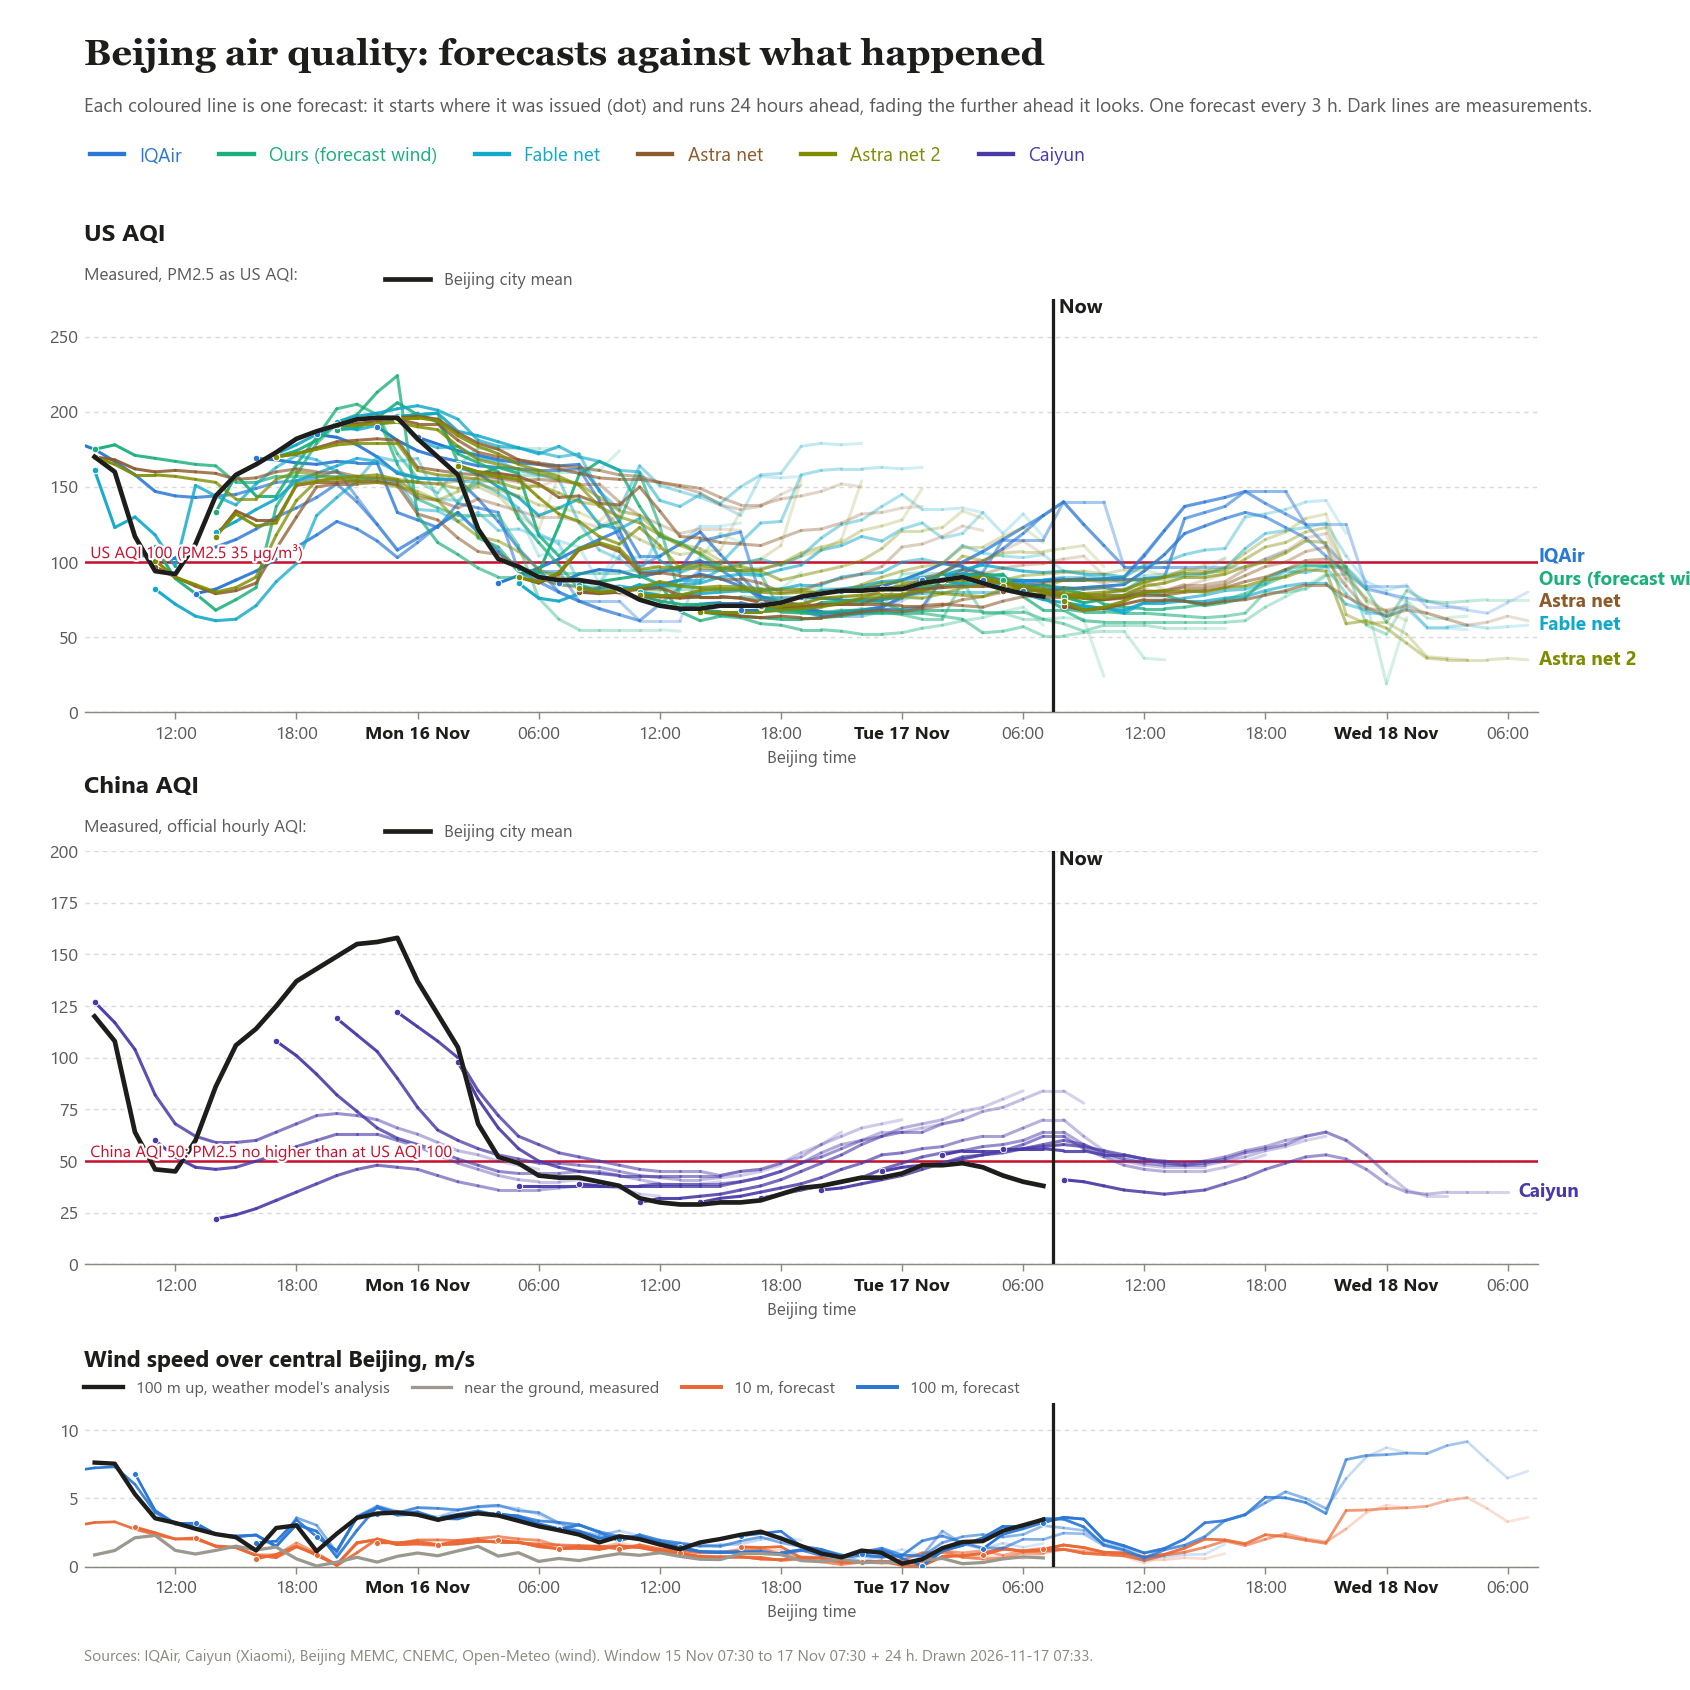 Beijing air quality: forecasts against what happened
Each coloured line is one forecast: it starts where it was issued (dot) and runs 24 hours ahead, fading the further ahead it looks. One forecast every 3 h. Dark lines are measurements.
IQAir Ours (forecast wind) Fable net Astra net Astra net 2 Caiyun
US AQI
Measured, PM2.5 as US AQI: Beijing city mean
Now
250
200
150
US AQI 100 (PM2.5 35 µg/m³)
100
50
0
IQAir
Ours (forecast wi
Astra net
Fable net
Astra net 2
12:00 18:00 Mon 16 Nov 06:00 12:00 18:00 Tue 17 Nov 06:00 12:00 18:00 Wed 18 Nov 06:00
Beijing time
China AQI
Measured, official hourly AQI: Beijing city mean
Now
200
175
150
125
100
75
China AQI 50: PM2.5 no higher than at US AQI 100
50
25
0
Caiyun
12:00 18:00 Mon 16 Nov 06:00 12:00 18:00 Tue 17 Nov 06:00 12:00 18:00 Wed 18 Nov 06:00
Beijing time
Wind speed over central Beijing, m/s
100 m up, weather model's analysis near the ground, measured 10 m, forecast 100 m, forecast
10
5
0
12:00 18:00 Mon 16 Nov 06:00 12:00 18:00 Tue 17 Nov 06:00 12:00 18:00 Wed 18 Nov 06:00
Beijing time
Sources: IQAir, Caiyun (Xiaomi), Beijing MEMC, CNEMC, Open-Meteo (wind). Window 15 Nov 07:30 to 17 Nov 07:30 + 24 h. Drawn 2026-11-17 07:33.